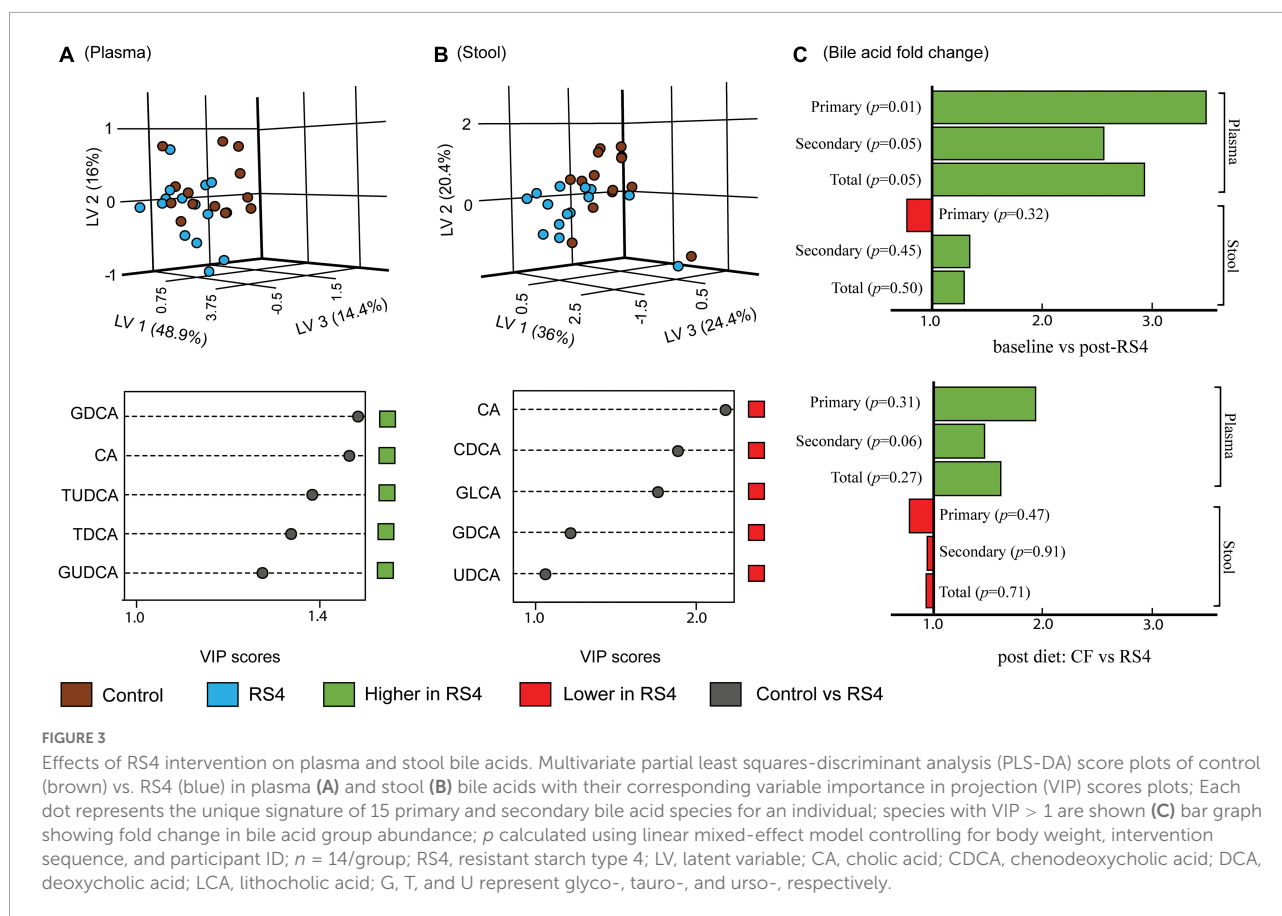 A (Plasma)
1
0
-1
LV 2 (16%)
0.75
3.75
-0.5
1.5
LV 1 (48.9%)
LV 3 (14.4%)
GDCA
CA
TUDCA
TDCA
GUDCA
1.0
1.4
VIP scores
B (Stool)
2
0
LV 2 (20.4%)
0.5
2.5
-1.5
0.5
LV 1 (36%)
LV 3 (24.4%)
CA
CDCA
GLCA
GDCA
UDCA
1.0
2.0
VIP scores
C (Bile acid fold change)
Primary (p=0.01)
Secondary (p=0.05)
Total (p=0.05)
Plasma
Primary (p=0.32)
Secondary (p=0.45)
Total (p=0.50)
Stool
1.0
2.0
3.0
baseline vs post-RS4
Primary (p=0.31)
Secondary (p=0.06)
Total (p=0.27)
Plasma
Primary (p=0.47)
Secondary (p=0.91)
Total (p=0.71)
Stool
1.0
2.0
3.0
post diet: CF vs RS4
Control
RS4
Higher in RS4
Lower in RS4
Control vs RS4
FIGURE 3
Effects of RS4 intervention on plasma and stool bile acids. Multivariate partial least squares-discriminant analysis (PLS-DA) score plots of control
(brown) vs. RS4 (blue) in plasma (A) and stool (B) bile acids with their corresponding variable importance in projection (VIP) scores plots; Each
dot represents the unique signature of 15 primary and secondary bile acid species for an individual; species with VIP > 1 are shown (C) bar graph
showing fold change in bile acid group abundance; p calculated using linear mixed-effect model controlling for body weight, intervention
sequence, and participant ID; n = 14/group; RS4, resistant starch type 4; LV, latent variable; CA, cholic acid; CDCA, chenodeoxycholic acid; DCA,
deoxycholic acid; LCA, lithocholic acid; G, T, and U represent glyco-, tauro-, and urso-, respectively.